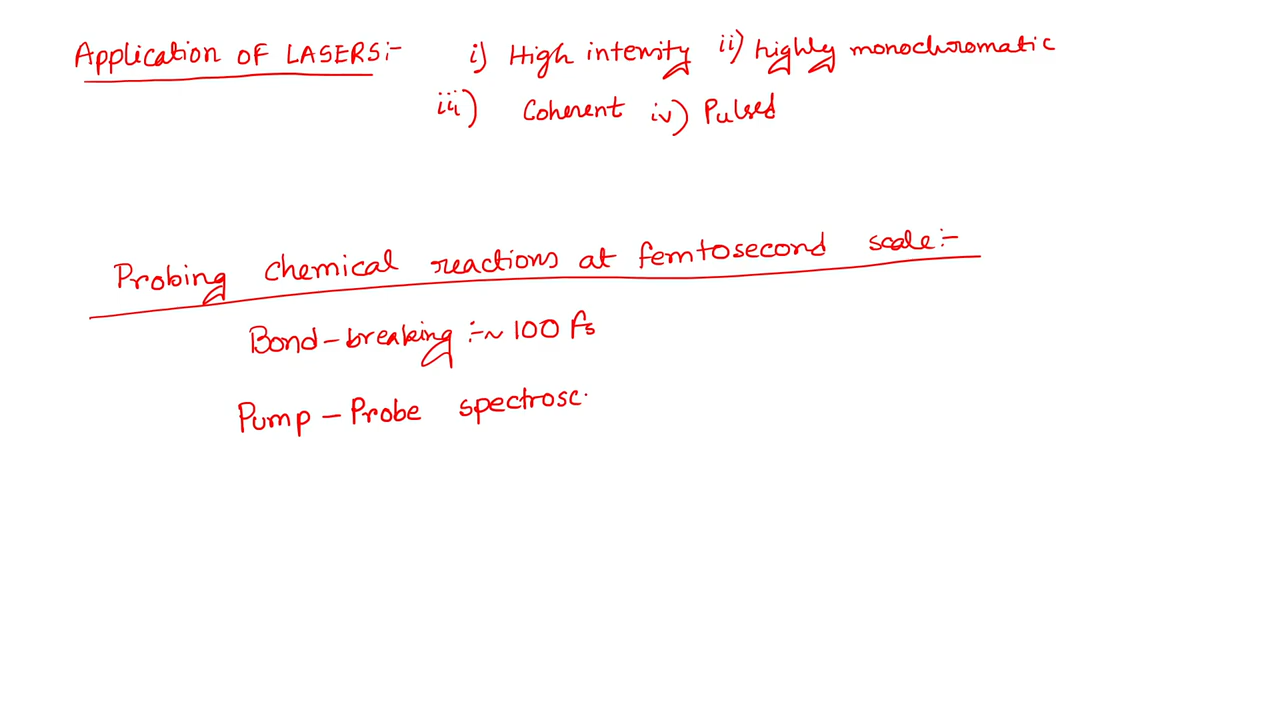 Application OF LASERS:- i) High intensity ii) highly monochromatic
iii) Coherent iv) Pulsed
Probing chemical reactions at femtosecond scale:-
Bond-breaking :- ~ 100 fs
Pump - Probe spectrosc